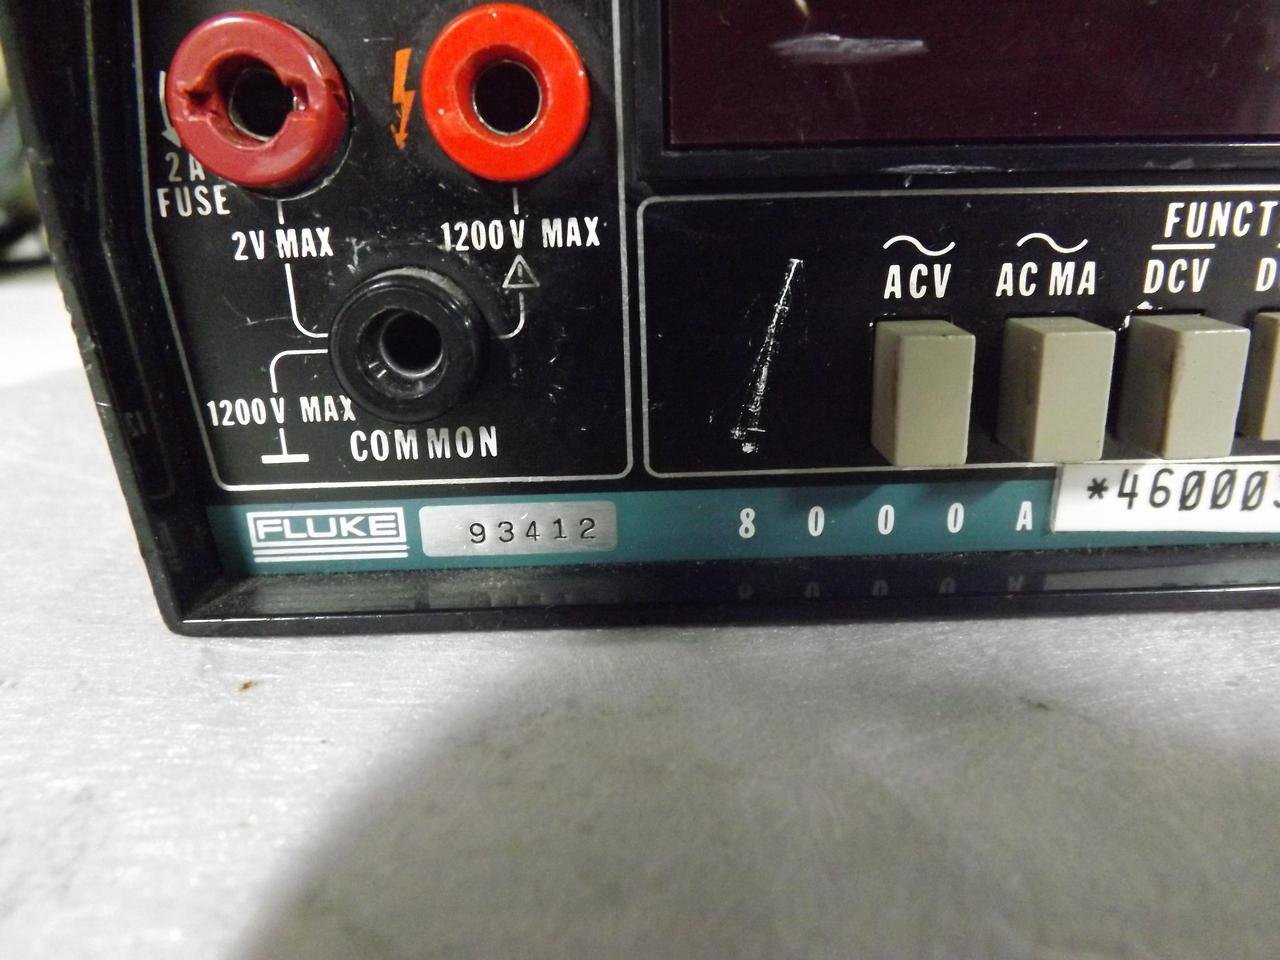 2A
FUSE
2V MAX
1200V MAX
1200V MAX
COMMON
FUNCT
ACV
AC MA
DCV
D
FLUKE
93412
8000A
*46000